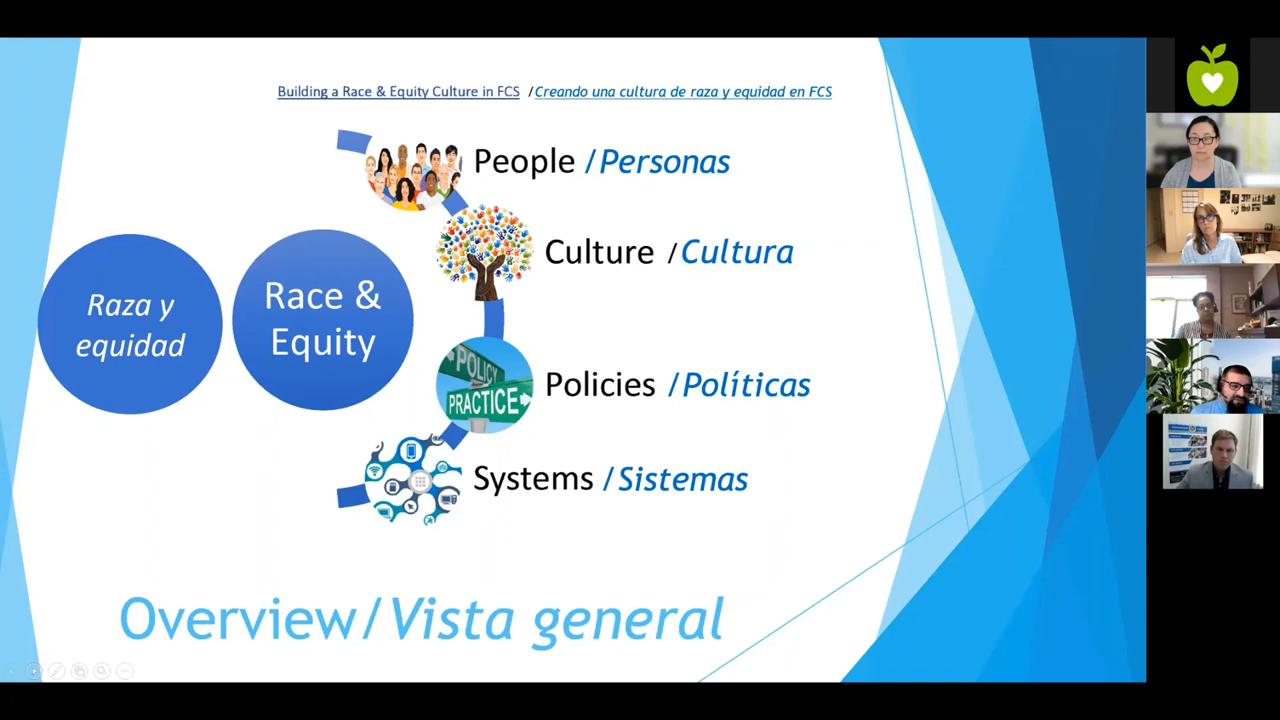 Building a Race & Equity Culture in FCS /Creando una cultura de raza y equidad en FCS
People /Personas
Culture /Cultura
Raza y
equidad
Race &
Equity
POLICY
PRACTICE
Policies /Políticas
Systems /Sistemas
Overview/Vista general